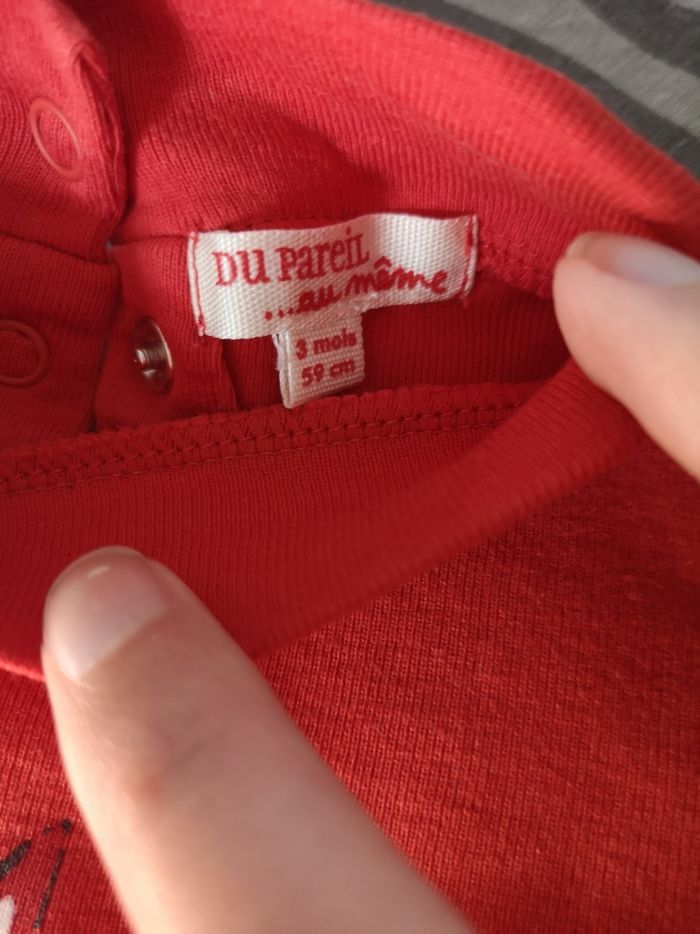 DU PAREIL
...au même
3 mois
59 cm